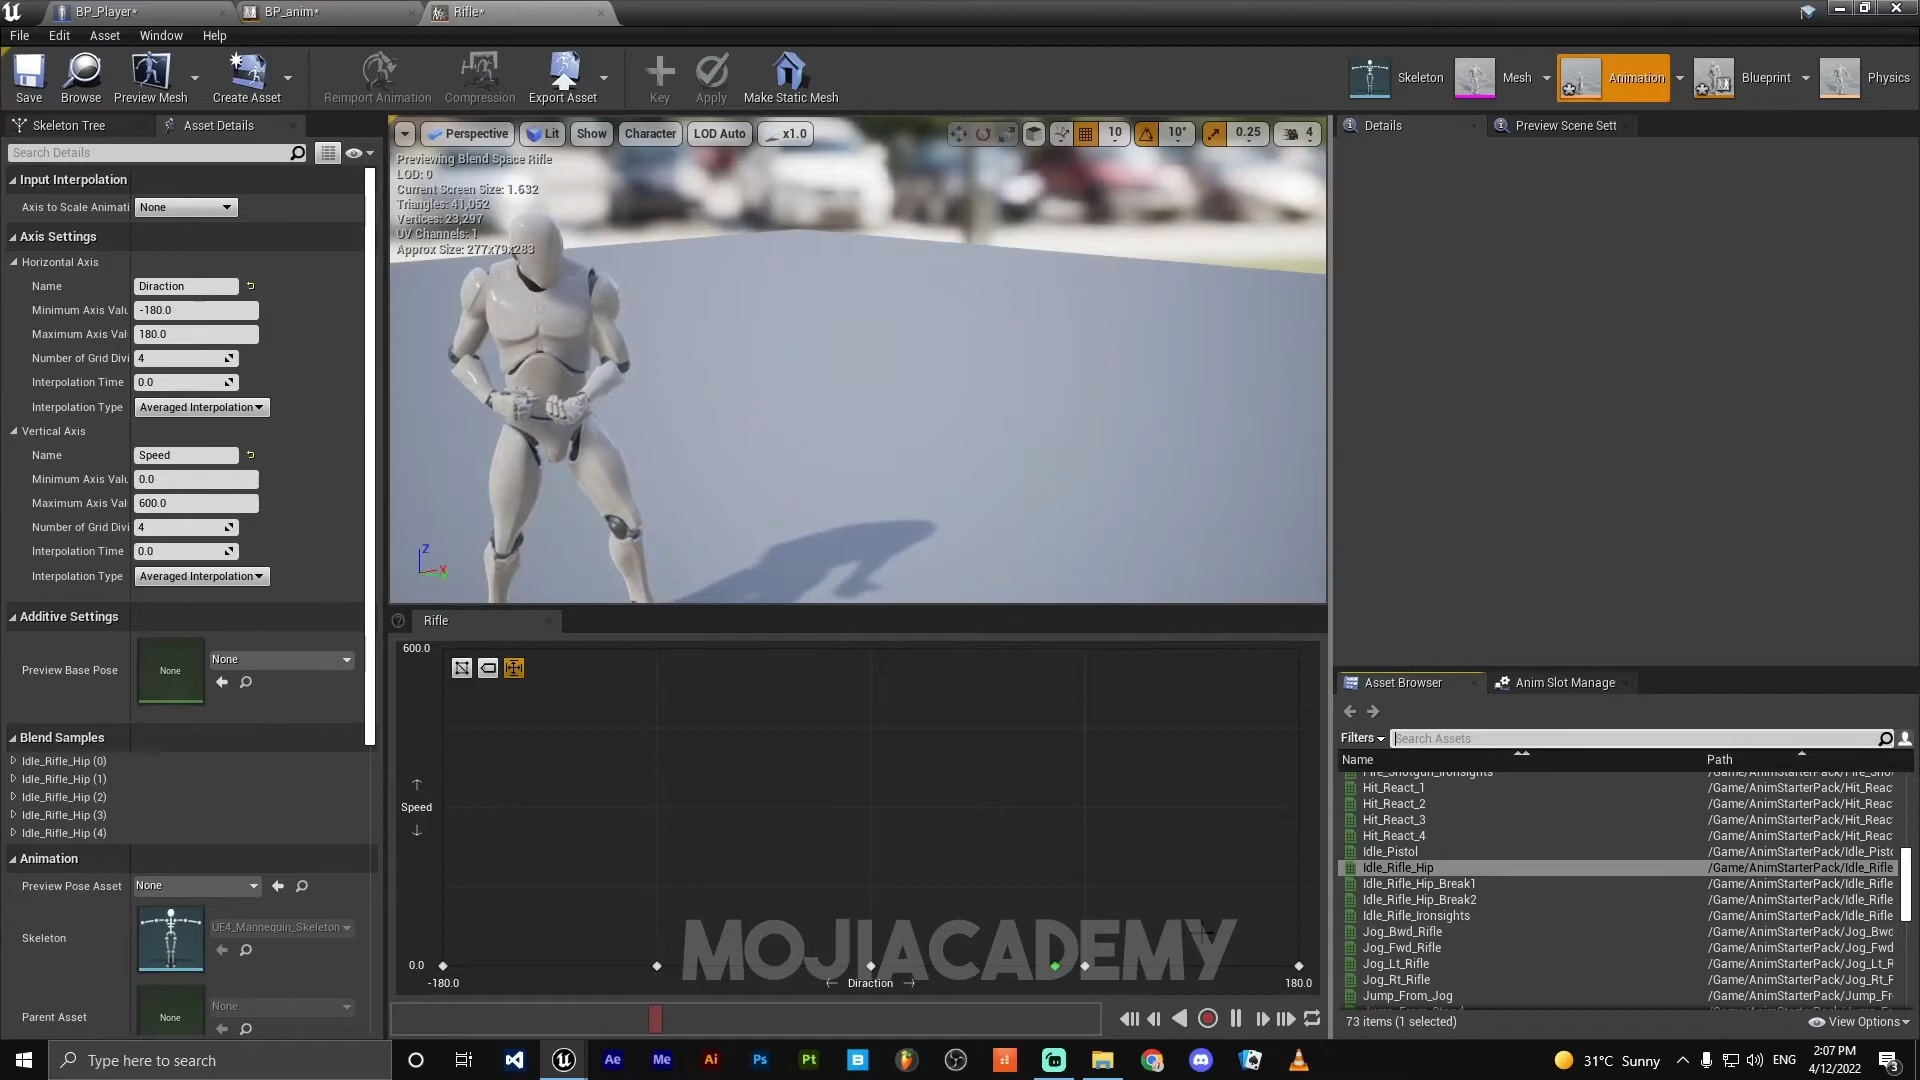 BP_Player*
BP_anim*
Rifle*
File Edit Asset Window Help
Save Browse Preview Mesh Create Asset Reimport Animation Compression Export Asset Key Apply Make Static Mesh
Skeleton Mesh Animation Blueprint Physics
Skeleton Tree Asset Details
Search Details
Input Interpolation
Axis to Scale Animati None
Axis Settings
Horizontal Axis
Name Diraction
Minimum Axis Valu -180.0
Maximum Axis Val 180.0
Number of Grid Divi 4
Interpolation Time 0.0
Interpolation Type Averaged Interpolation
Vertical Axis
Name Speed
Minimum Axis Valu 0.0
Maximum Axis Val 600.0
Number of Grid Divi 4
Interpolation Time 0.0
Interpolation Type Averaged Interpolation
Additive Settings
Preview Base Pose None None
Blend Samples
Idle_Rifle_Hip (0)
Idle_Rifle_Hip (1)
Idle_Rifle_Hip (2)
Idle_Rifle_Hip (3)
Idle_Rifle_Hip (4)
Animation
Preview Pose Asset None
Skeleton UE4_Mannequin_Skeleton
Parent Asset None None
Perspective Lit Show Character LOD Auto x1.0 10 10° 0.25 4
Previewing Blend Space Rifle
LOD: 0
Current Screen Size: 1.632
Triangles: 41,052
Vertices: 23,297
UV Channels: 1
Approx Size: 277x79x283
Z
X
Rifle
600.0
Speed
0.0
-180.0 Diraction 180.0
MOJIACADEMY
Details Preview Scene Sett
Asset Browser Anim Slot Manage
Filters Search Assets
Name Path
Fire_Shotgun_Ironsights /Game/AnimStarterPack/Fire_Shot
Hit_React_1 /Game/AnimStarterPack/Hit_Reac
Hit_React_2 /Game/AnimStarterPack/Hit_Reac
Hit_React_3 /Game/AnimStarterPack/Hit_Reac
Hit_React_4 /Game/AnimStarterPack/Hit_Reac
Idle_Pistol /Game/AnimStarterPack/Idle_Pisto
Idle_Rifle_Hip /Game/AnimStarterPack/Idle_Rifle
Idle_Rifle_Hip_Break1 /Game/AnimStarterPack/Idle_Rifle
Idle_Rifle_Hip_Break2 /Game/AnimStarterPack/Idle_Rifle
Idle_Rifle_Ironsights /Game/AnimStarterPack/Idle_Rifle
Jog_Bwd_Rifle /Game/AnimStarterPack/Jog_Bwd
Jog_Fwd_Rifle /Game/AnimStarterPack/Jog_Fwd
Jog_Lt_Rifle /Game/AnimStarterPack/Jog_Lt_R
Jog_Rt_Rifle /Game/AnimStarterPack/Jog_Rt_R
Jump_From_Jog /Game/AnimStarterPack/Jump_Fr
73 items (1 selected) View Options
Type here to search
Ae Me Ai Ps Pt
31°C Sunny ENG
2:07 PM
4/12/2022
3